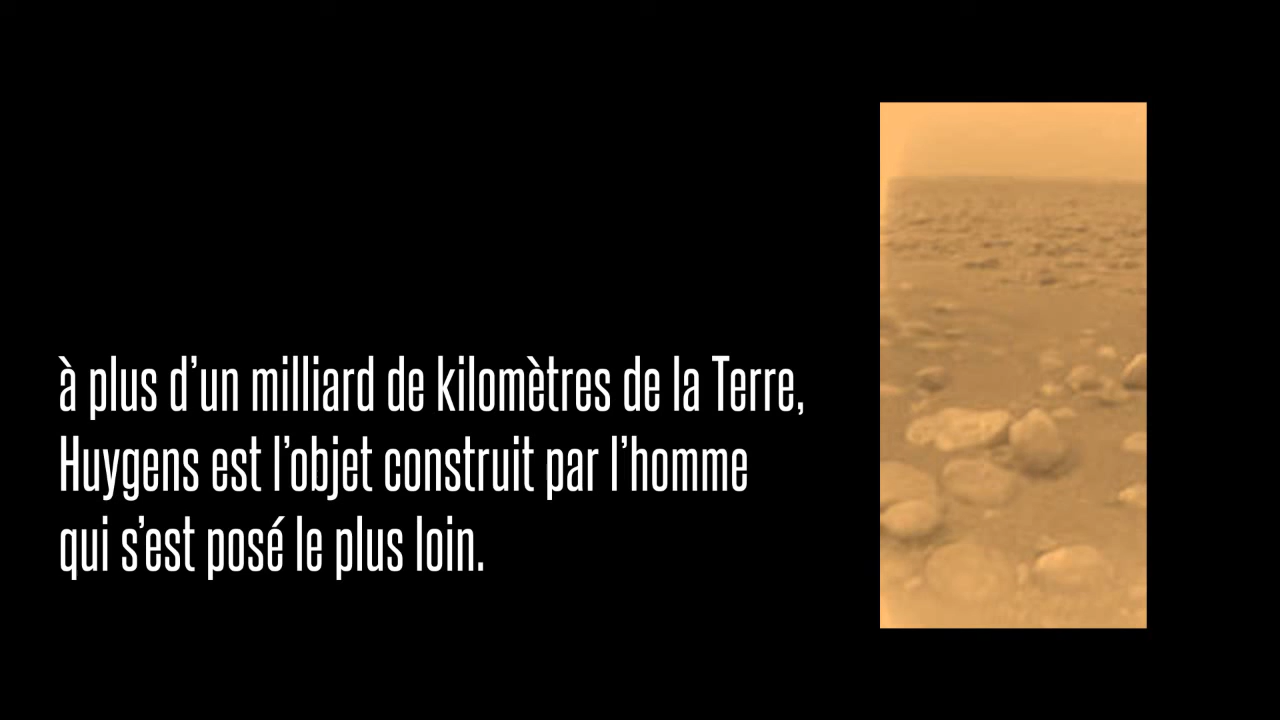 à plus d’un milliard de kilomètres de la Terre,
Huygens est l’objet construit par l’homme
qui s’est posé le plus loin.